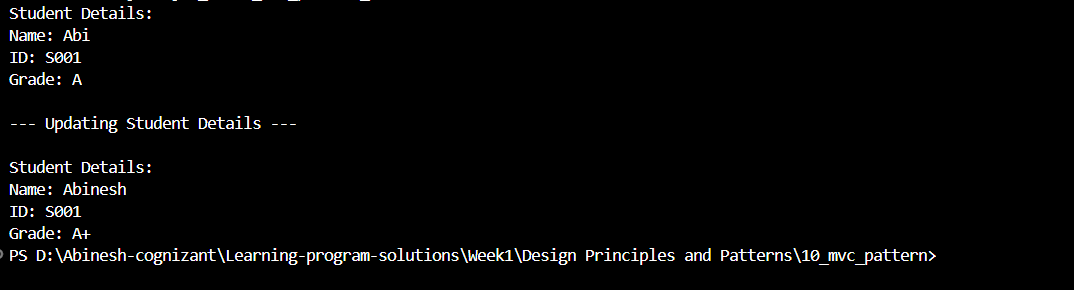 Student Details:
Name: Abi
ID: S001
Grade: A
--- Updating Student Details ---
Student Details:
Name: Abinesh
ID: S001
Grade: A+
PS D:\Abinesh-cognizant\Learning-program-solutions\Week1\Design Principles and Patterns\10_mvc_pattern>